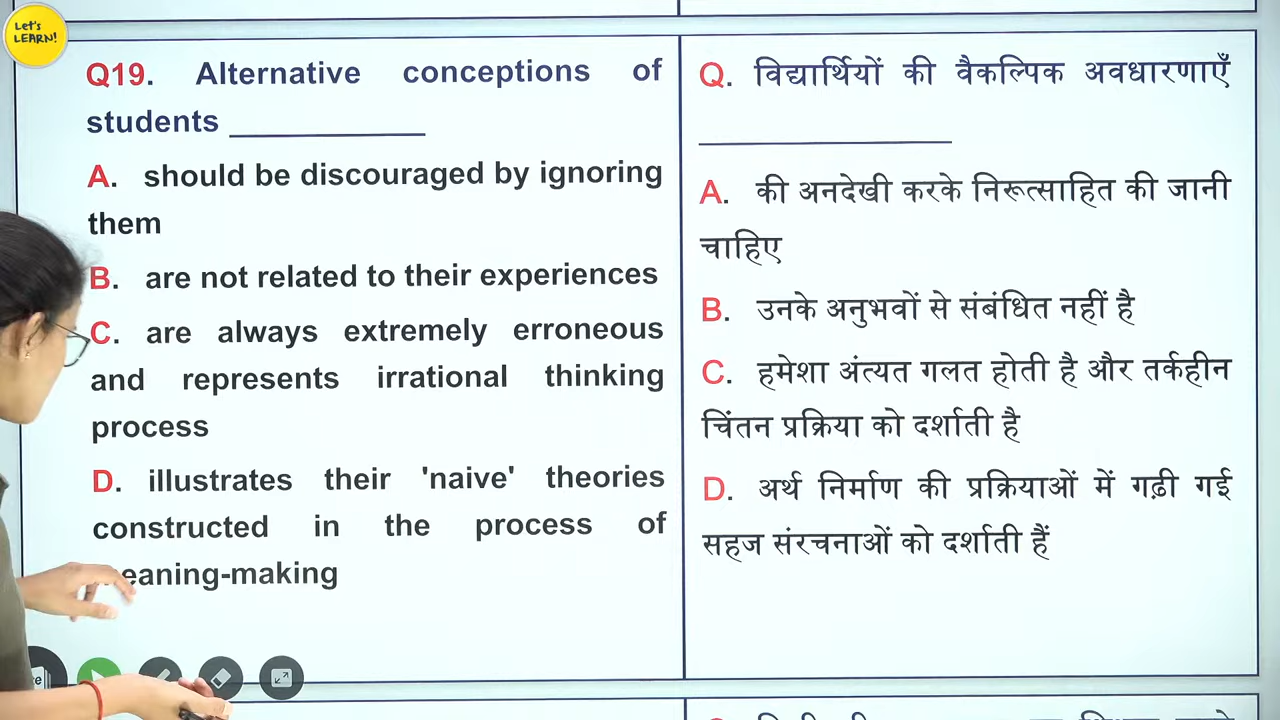 Let's
LEARN!
Q19. Alternative conceptions of
students ____________
A. should be discouraged by ignoring
them
B. are not related to their experiences
C. are always extremely erroneous
and represents irrational thinking
process
D. illustrates their 'naive' theories
constructed in the process of
meaning-making
Q. विद्यार्थियों की वैकल्पिक अवधारणाएँ
________________
A. की अनदेखी करके निरूत्साहित की जानी
चाहिए
B. उनके अनुभवों से संबंधित नहीं है
C. हमेशा अंत्यत गलत होती है और तर्कहीन
चिंतन प्रक्रिया को दर्शाती है
D. अर्थ निर्माण की प्रक्रियाओं में गढ़ी गई
सहज संरचनाओं को दर्शाती हैं